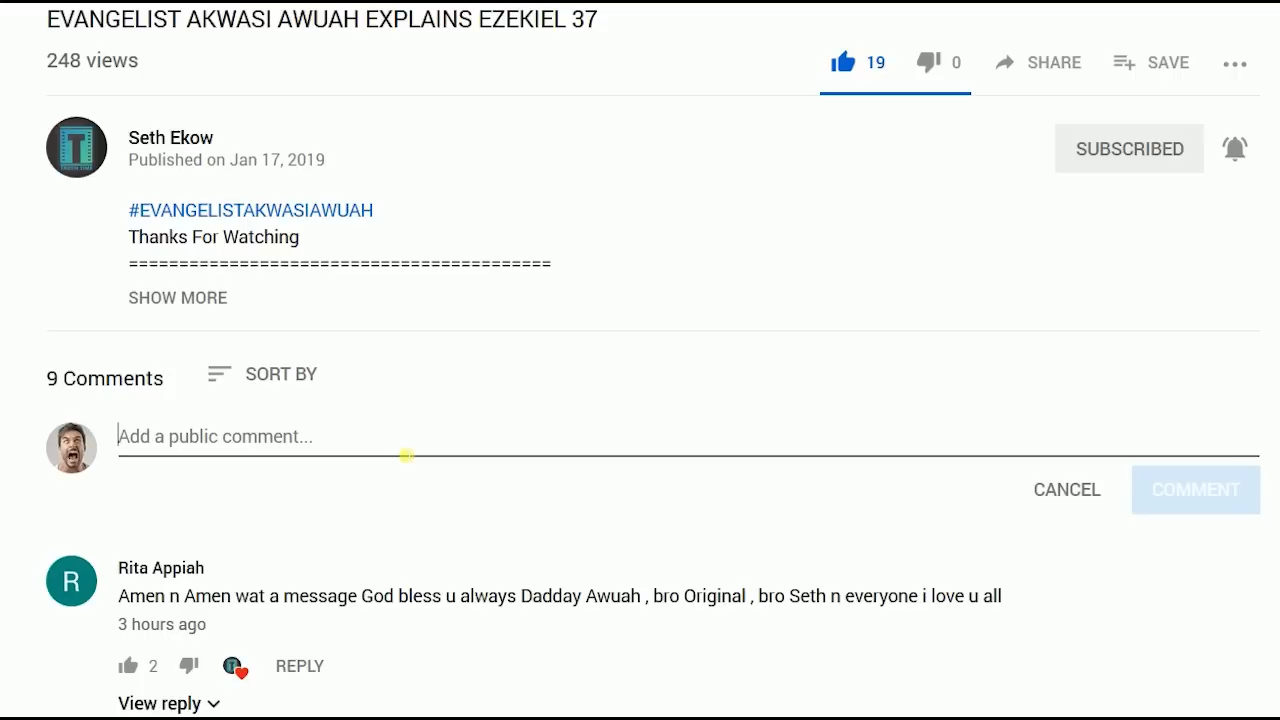 EVANGELIST AKWASI AWUAH EXPLAINS EZEKIEL 37
248 views
19 0 SHARE SAVE
Seth Ekow
Published on Jan 17, 2019
SUBSCRIBED
#EVANGELISTAKWASIAWUAH
Thanks For Watching
==========================================
SHOW MORE
9 Comments SORT BY
Add a public comment...
CANCEL COMMENT
R
Rita Appiah
Amen n Amen wat a message God bless u always Dadday Awuah , bro Original , bro Seth n everyone i love u all
3 hours ago
2 REPLY
View reply